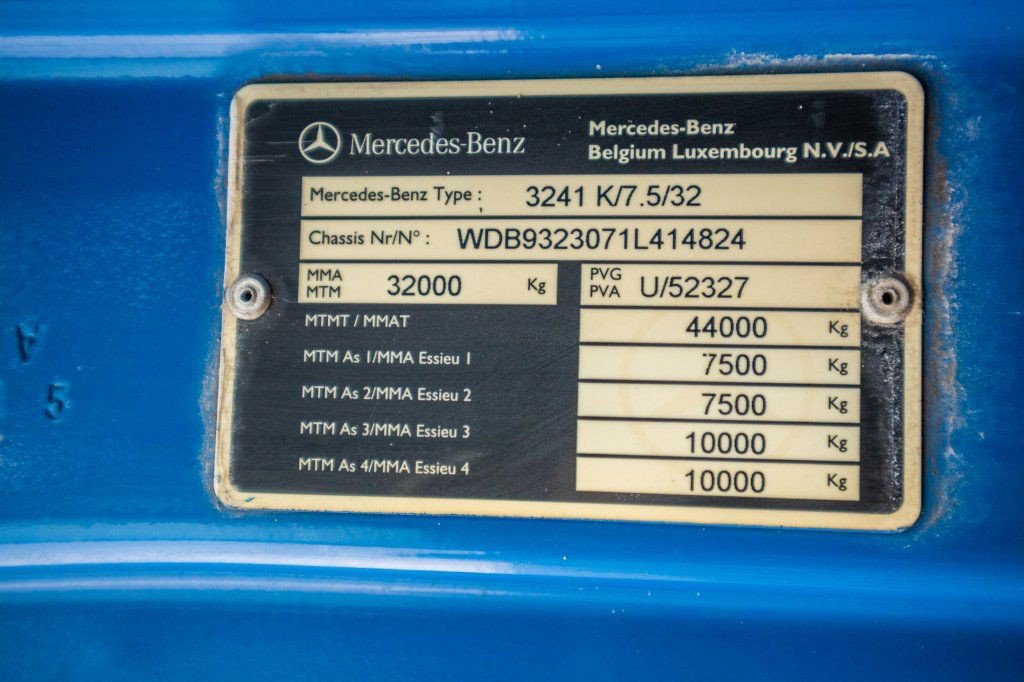 Mercedes-Benz
Mercedes-Benz
Belgium Luxembourg N.V./S.A
Mercedes-Benz Type : 3241 K/7.5/32
Chassis Nr/N° : WDB9323071L414824
MMA
MTM 32000 Kg
PVG
PVA U/52327
MTMT / MMAT 44000 Kg
MTM As 1/MMA Essieu 1 7500 Kg
MTM As 2/MMA Essieu 2 7500 Kg
MTM As 3/MMA Essieu 3 10000 Kg
MTM As 4/MMA Essieu 4 10000 Kg
A
5